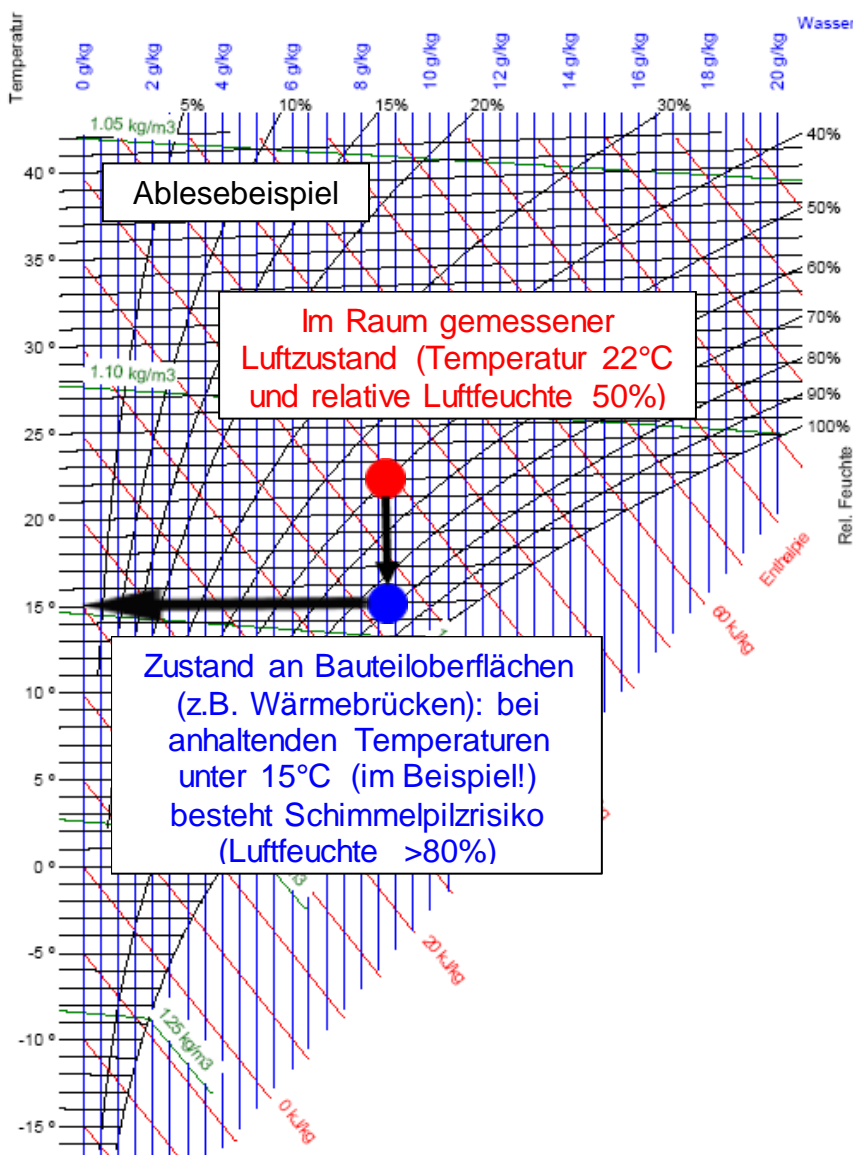 Temperatur
0 g/kg
2 g/kg
4 g/kg
6 g/kg
8 g/kg
10 g/kg
12 g/kg
14 g/kg
16 g/kg
18 g/kg
20 g/kg
Wasser
5%
10%
15%
20%
30%
40%
50%
60%
70%
80%
90%
100%
Rel. Feuchte
1.05 kg/m3
40 º
Ablesebeispiel
35 º
Im Raum gemessener
Luftzustand (Temperatur 22°C
und relative Luftfeuchte 50%)
30 º
1.10 kg/m3
25 º
20 º
Enthalpie
15 º
60 kJ/kg
Zustand an Bauteiloberflächen
(z.B. Wärmebrücken): bei
anhaltenden Temperaturen
unter 15°C (im Beispiel!)
besteht Schimmelpilzrisiko
(Luftfeuchte >80%)
10 º
5 º
0 º
-5 º
20 kJ/kg
1.25 kg/m3
-10 º
0 kJ/kg
-15 º